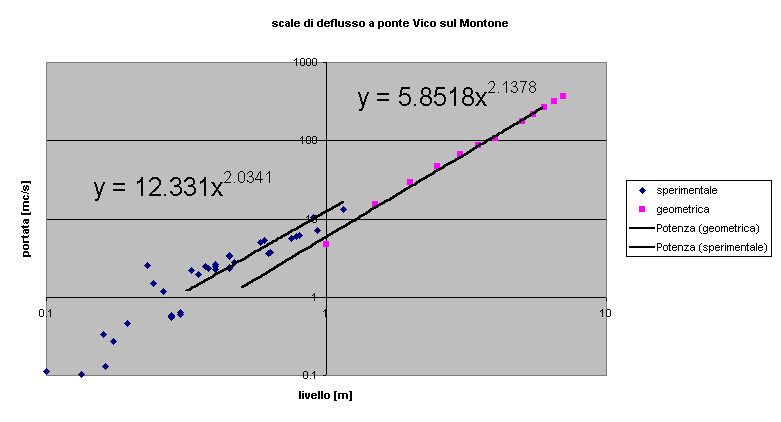 scale di deflusso a ponte Vico sul Montone
1000
y = 5.8518x^2.1378
100
y = 12.331x^2.0341
10
1
0.1 1 10
0.1
portata [mc/s]
livello [m]
sperimentale
geometrica
Potenza (geometrica)
Potenza (sperimentale)